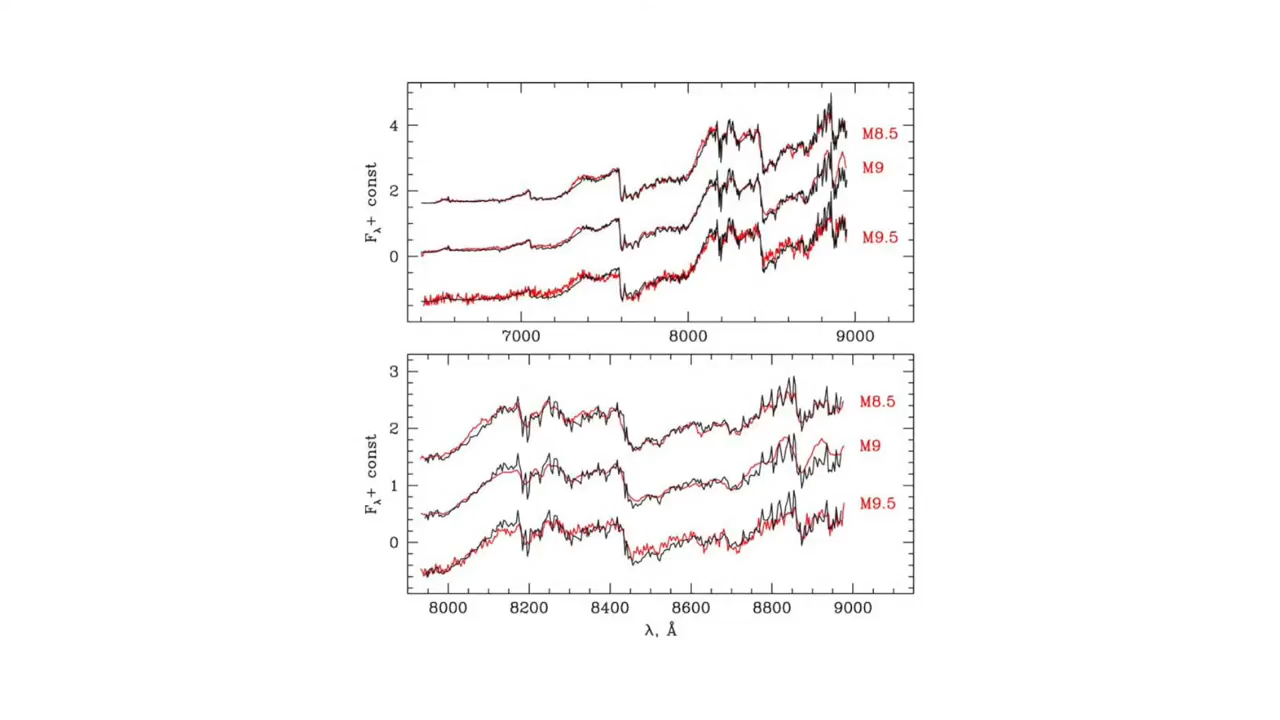 4
2
0
F_λ + const
M8.5
M9
M9.5
7000 8000 9000
3
2
1
0
F_λ + const
M8.5
M9
M9.5
8000 8200 8400 8600 8800 9000
λ, Å